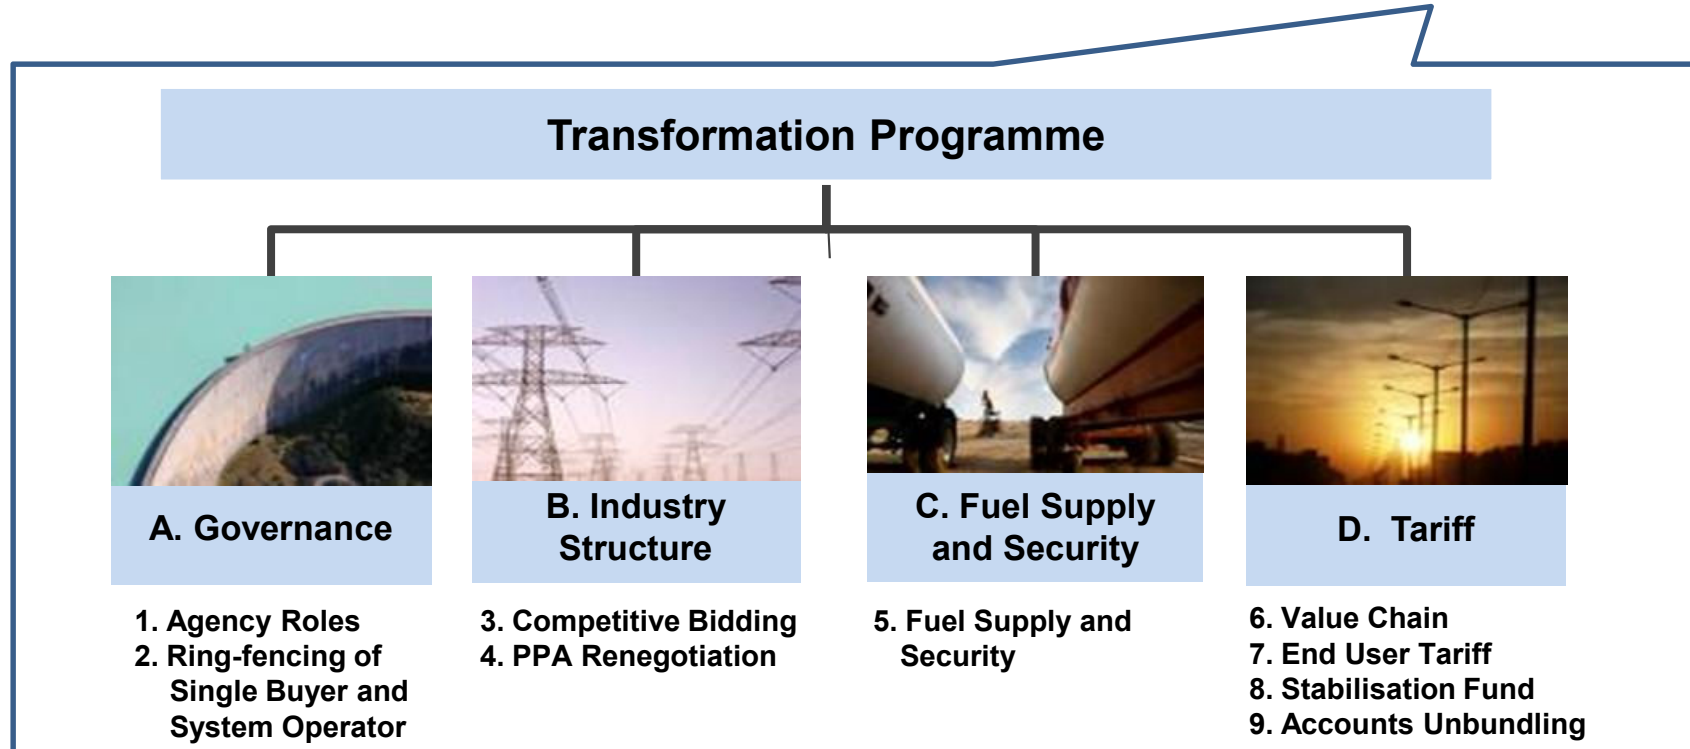 Transformation Programme
A. Governance
B. Industry
Structure
C. Fuel Supply
and Security
D. Tariff
1. Agency Roles
2. Ring-fencing of
Single Buyer and
System Operator
3. Competitive Bidding
4. PPA Renegotiation
5. Fuel Supply and
Security
6. Value Chain
7. End User Tariff
8. Stabilisation Fund
9. Accounts Unbundling